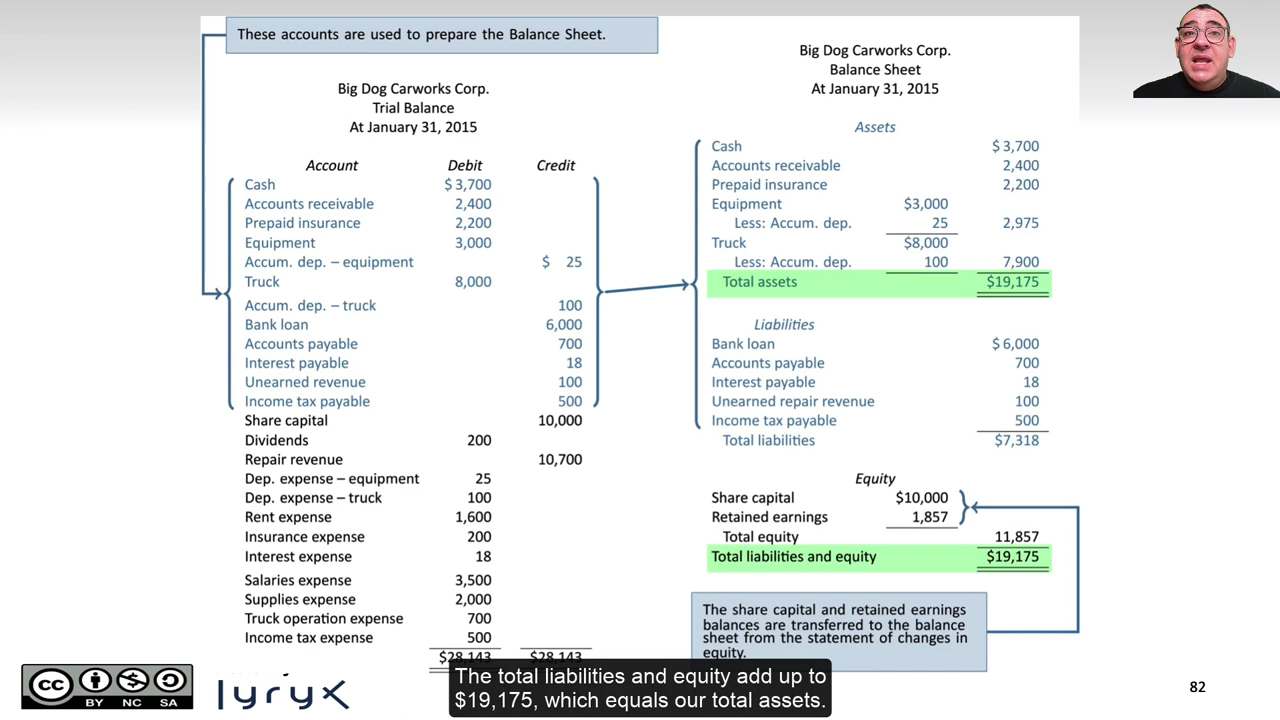 These accounts are used to prepare the Balance Sheet.
Big Dog Carworks Corp.
Trial Balance
At January 31, 2015
Account Debit Credit
Cash $ 3,700
Accounts receivable 2,400
Prepaid insurance 2,200
Equipment 3,000
Accum. dep. – equipment $ 25
Truck 8,000
Accum. dep. – truck 100
Bank loan 6,000
Accounts payable 700
Interest payable 18
Unearned revenue 100
Income tax payable 500
Share capital 10,000
Dividends 200
Repair revenue 10,700
Dep. expense – equipment 25
Dep. expense – truck 100
Rent expense 1,600
Insurance expense 200
Interest expense 18
Salaries expense 3,500
Supplies expense 2,000
Truck operation expense 700
Income tax expense 500
$28,143 $28,143
Big Dog Carworks Corp.
Balance Sheet
At January 31, 2015
Assets
Cash $ 3,700
Accounts receivable 2,400
Prepaid insurance 2,200
Equipment $3,000
Less: Accum. dep. 25 2,975
Truck $8,000
Less: Accum. dep. 100 7,900
Total assets $19,175
Liabilities
Bank loan $ 6,000
Accounts payable 700
Interest payable 18
Unearned repair revenue 100
Income tax payable 500
Total liabilities $7,318
Equity
Share capital $10,000
Retained earnings 1,857
Total equity 11,857
Total liabilities and equity $19,175
The share capital and retained earnings
balances are transferred to the balance
sheet from the statement of changes in
equity.
The total liabilities and equity add up to
$19,175, which equals our total assets.
cc
BY NC SA
lyryx
82